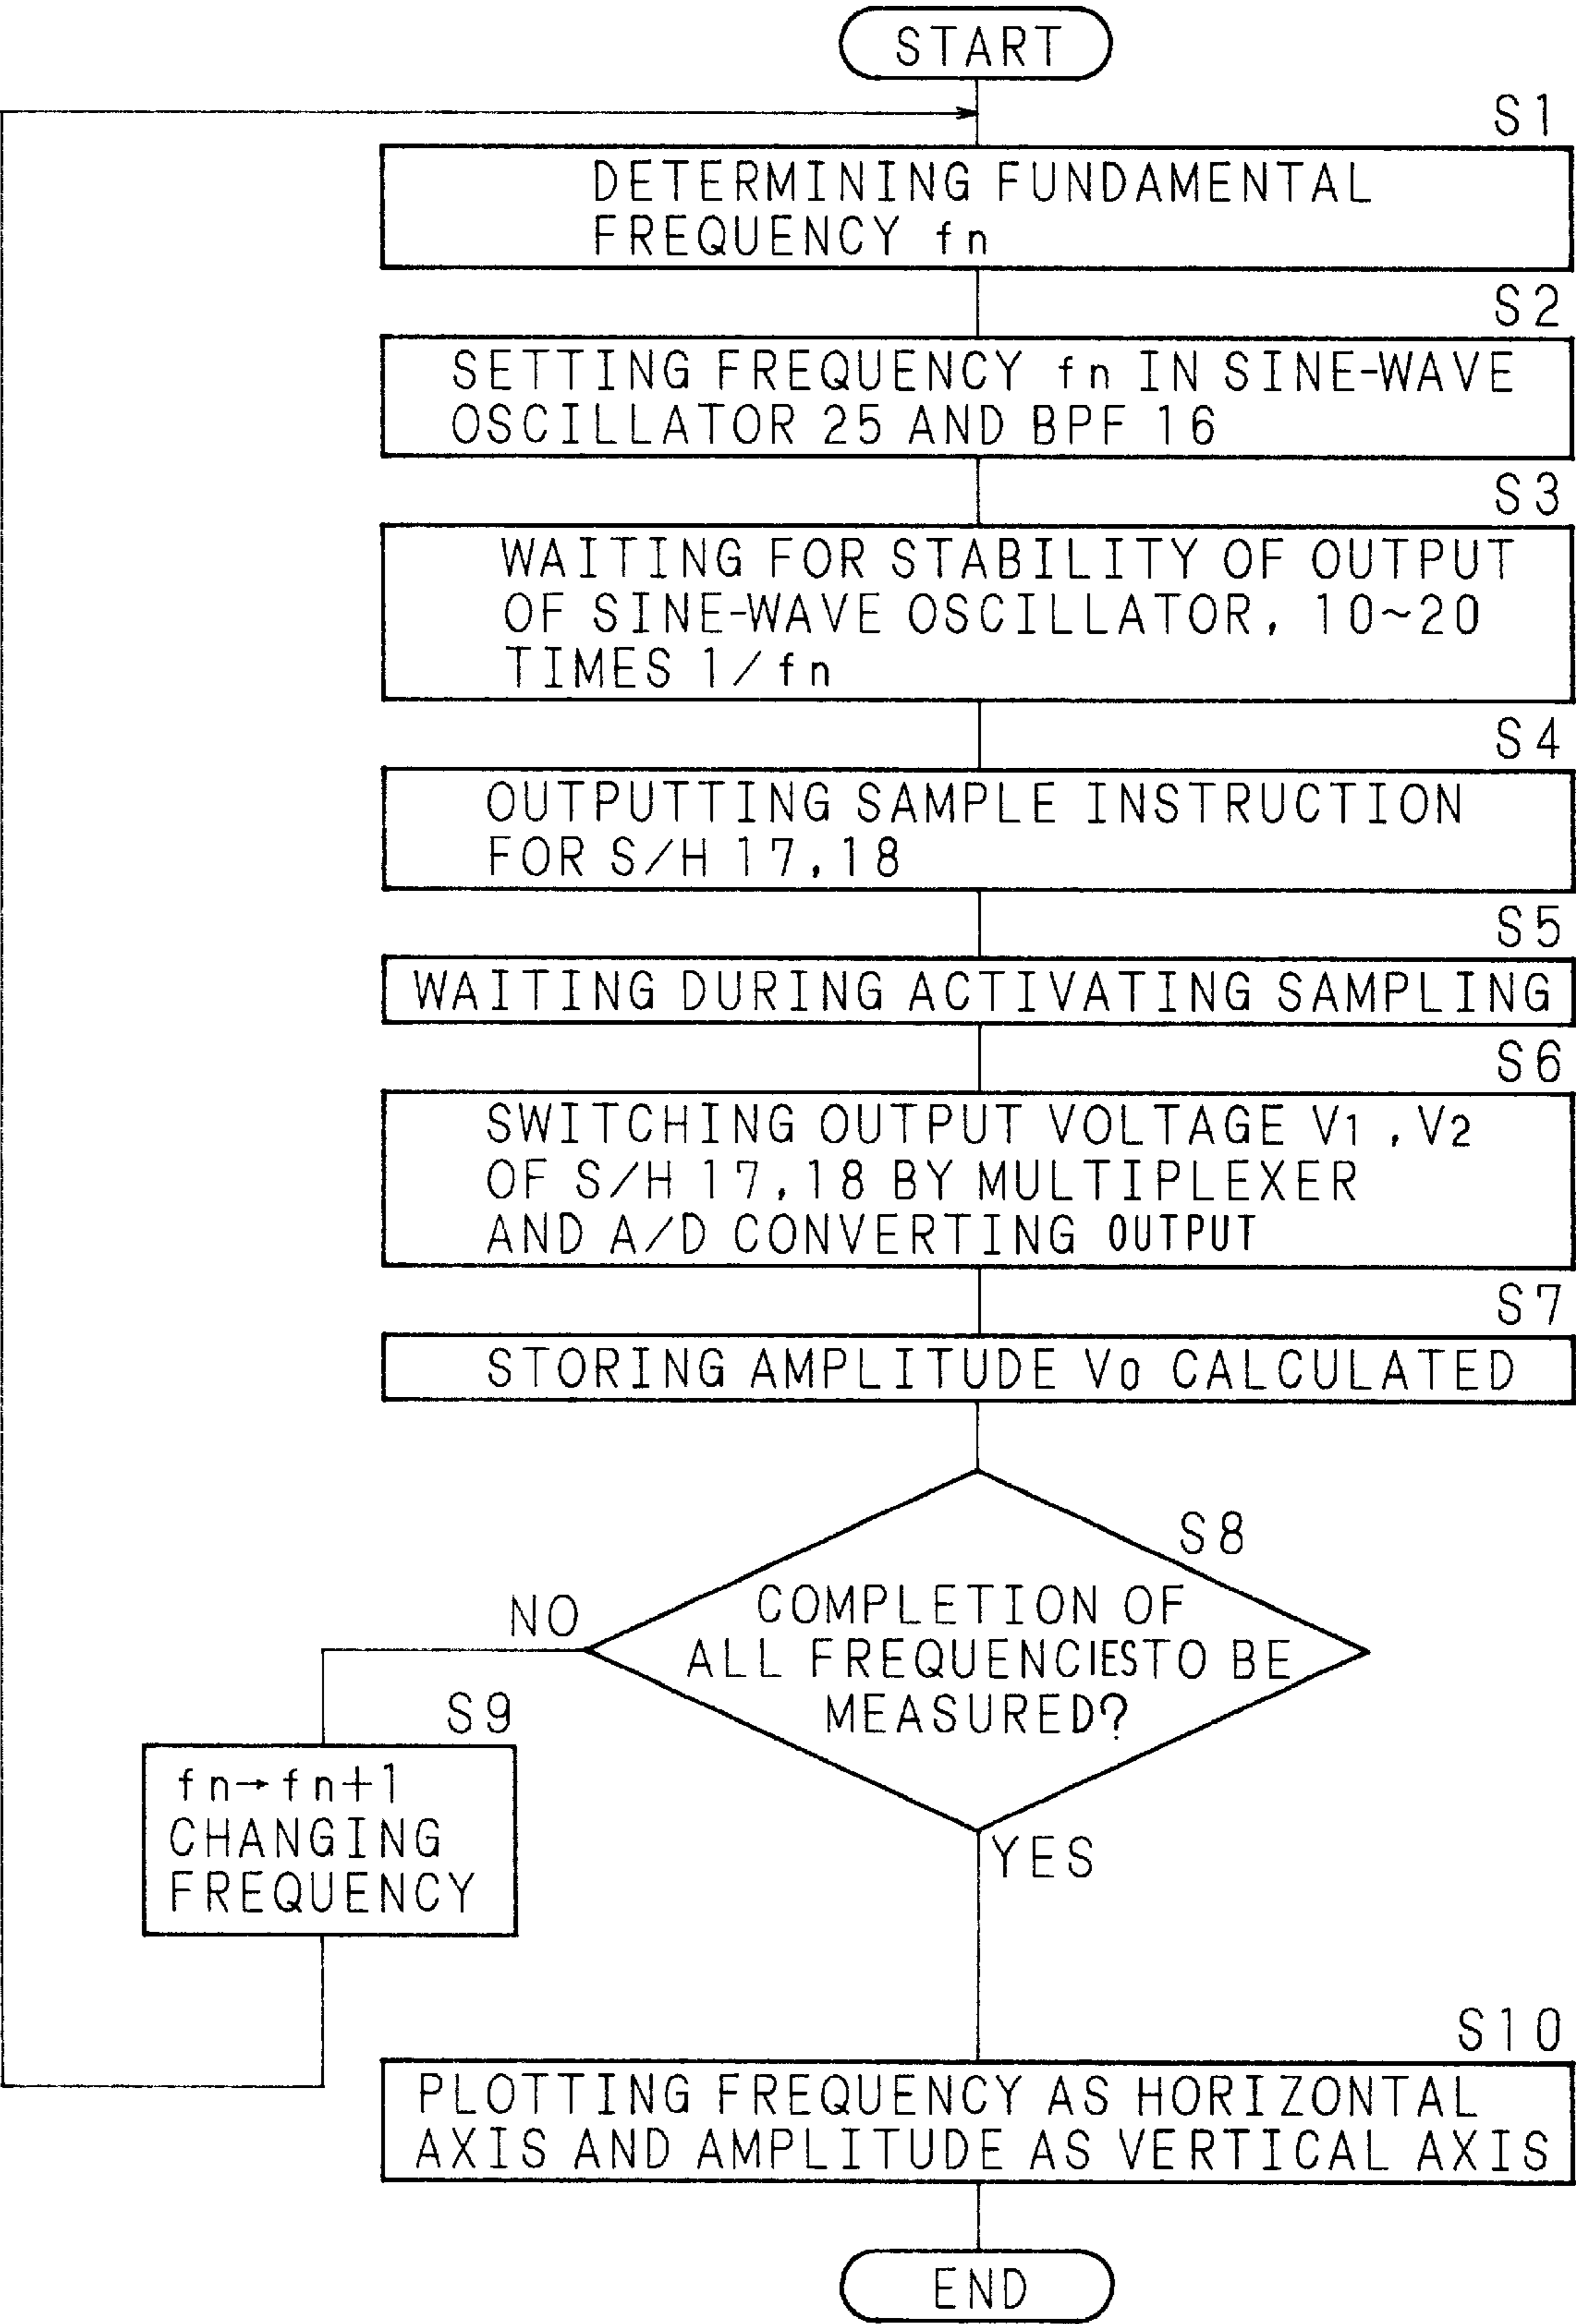 START
S1
DETERMINING FUNDAMENTAL
FREQUENCY fn
S2
SETTING FREQUENCY fn IN SINE-WAVE
OSCILLATOR 25 AND BPF 16
S3
WAITING FOR STABILITY OF OUTPUT
OF SINE-WAVE OSCILLATOR, 10~20
TIMES 1/fn
S4
OUTPUTTING SAMPLE INSTRUCTION
FOR S/H 17,18
S5
WAITING DURING ACTIVATING SAMPLING
S6
SWITCHING OUTPUT VOLTAGE V1,V2
OF S/H 17,18 BY MULTIPLEXER
AND A/D CONVERTING OUTPUT
S7
STORING AMPLITUDE V0 CALCULATED
S8
COMPLETION OF
ALL FREQUENCIES TO BE
MEASURED?
NO
YES
S9
fn→fn+1
CHANGING
FREQUENCY
S10
PLOTTING FREQUENCY AS HORIZONTAL
AXIS AND AMPLITUDE AS VERTICAL AXIS
END